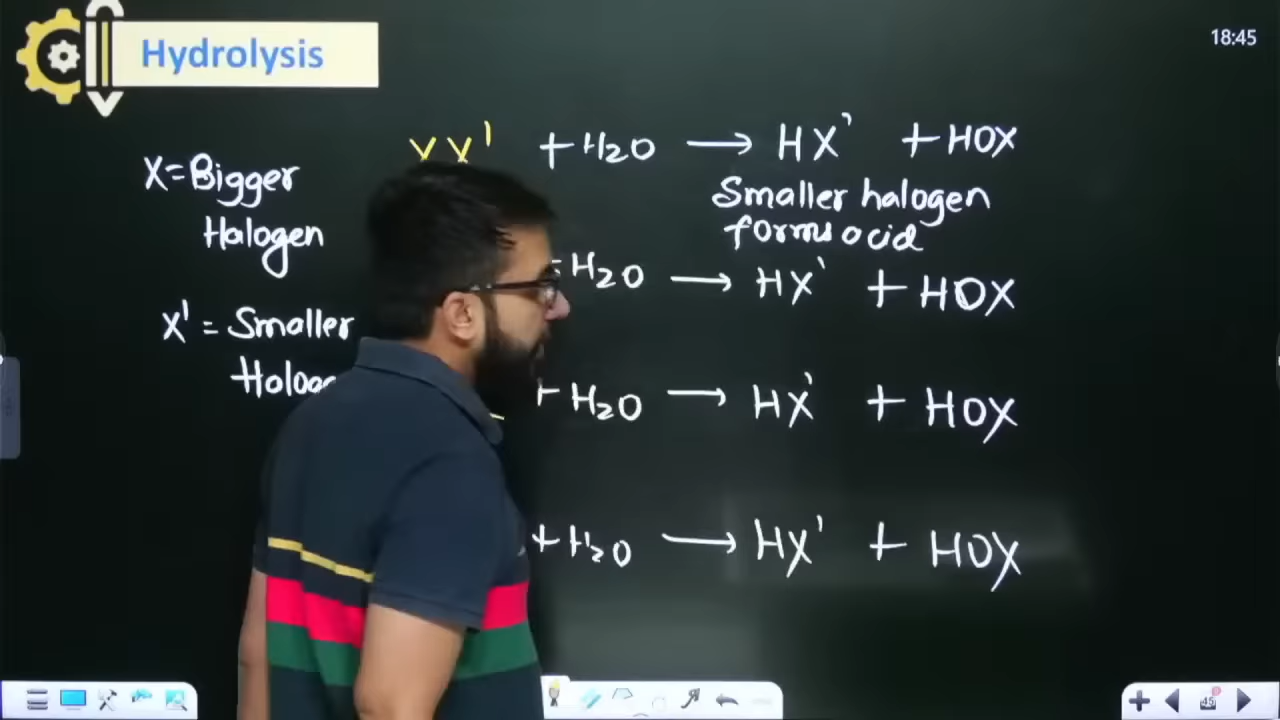 Hydrolysis
18:45
X X' + H2O → HX' + HOX
X = Bigger
Halogen
Smaller halogen
forms acid
H2O → HX' + HOX
X' = Smaller
+ H2O → HX' + HOX
+ H2O → HX' + HOX
45